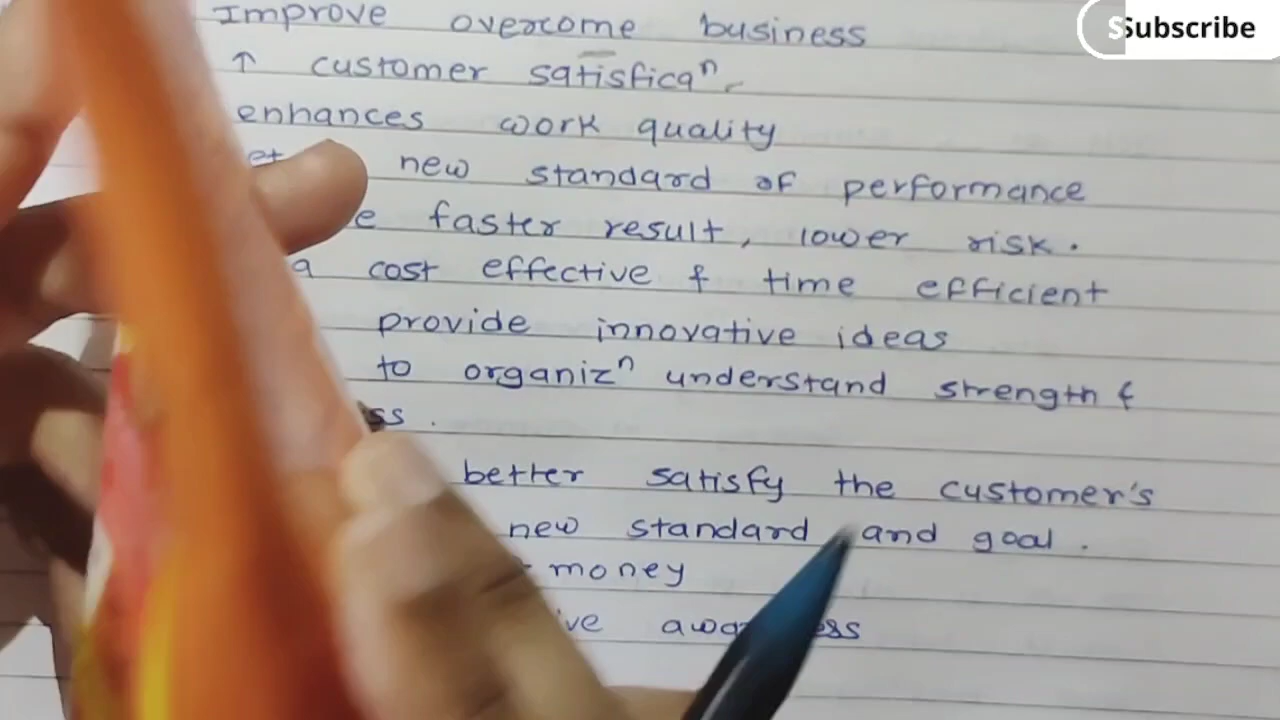 Improve overcome business
Subscribe
↑ customer satisficaⁿ
enhances work quality
new standard of performance
faster result, lower risk.
a cost effective & time efficient
provide innovative ideas
to organizⁿ understand strength &
better satisfy the customer's
new standard and goal.
money